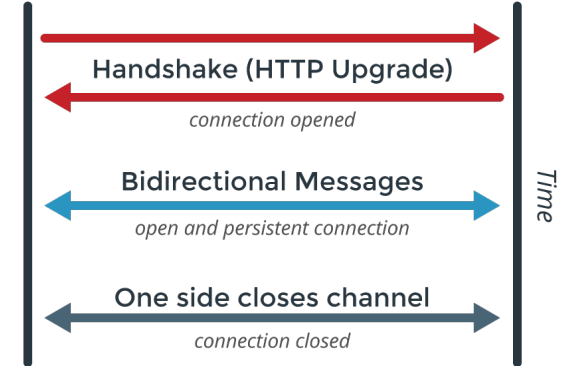 Handshake (HTTP Upgrade)
connection opened
Bidirectional Messages
open and persistent connection
Time
One side closes channel
connection closed